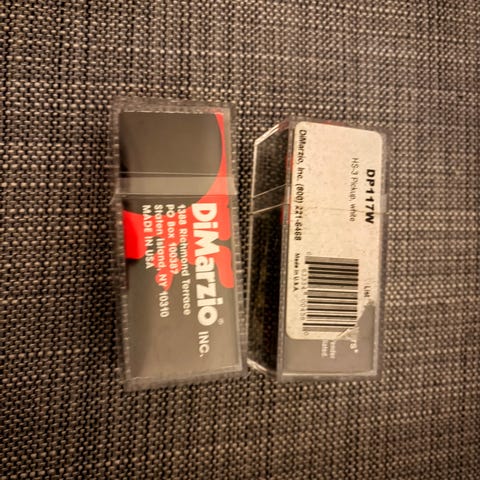 DiMarzio® INC.
1388 Richmond Terrace
PO Box 100387
Staten Island, NY 10310
MADE IN USA
DP117W
HS-3 Pickup, white
List
DiMarzio, Inc. (800) 221-6468
Made in U.S.A.